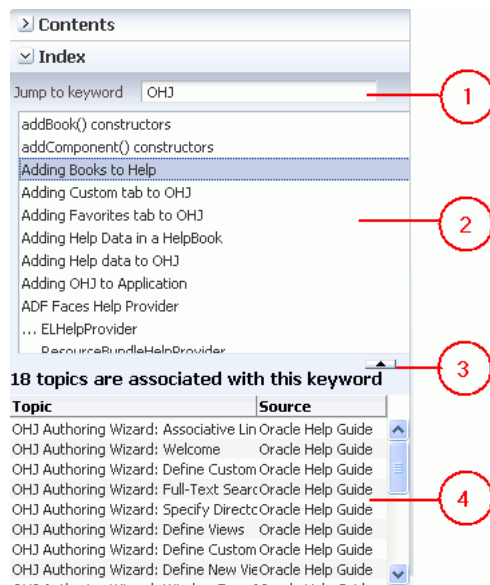 Contents
Index
Jump to keyword OHJ
1
addBook() constructors
addComponent() constructors
Adding Books to Help
Adding Custom tab to OHJ
Adding Favorites tab to OHJ
2
Adding Help Data in a HelpBook
Adding Help data to OHJ
Adding OHJ to Application
ADF Faces Help Provider
... ELHelpProvider
ResourceBundleHelpProvider
3
18 topics are associated with this keyword
Topic Source
OHJ Authoring Wizard: Associative Lin Oracle Help Guide
OHJ Authoring Wizard: Welcome Oracle Help Guide
OHJ Authoring Wizard: Define Custom Oracle Help Guide
OHJ Authoring Wizard: Full-Text Searc Oracle Help Guide
4
OHJ Authoring Wizard: Specify Directo Oracle Help Guide
OHJ Authoring Wizard: Define Views Oracle Help Guide
OHJ Authoring Wizard: Define Custom Oracle Help Guide
OHJ Authoring Wizard: Define New Vie Oracle Help Guide